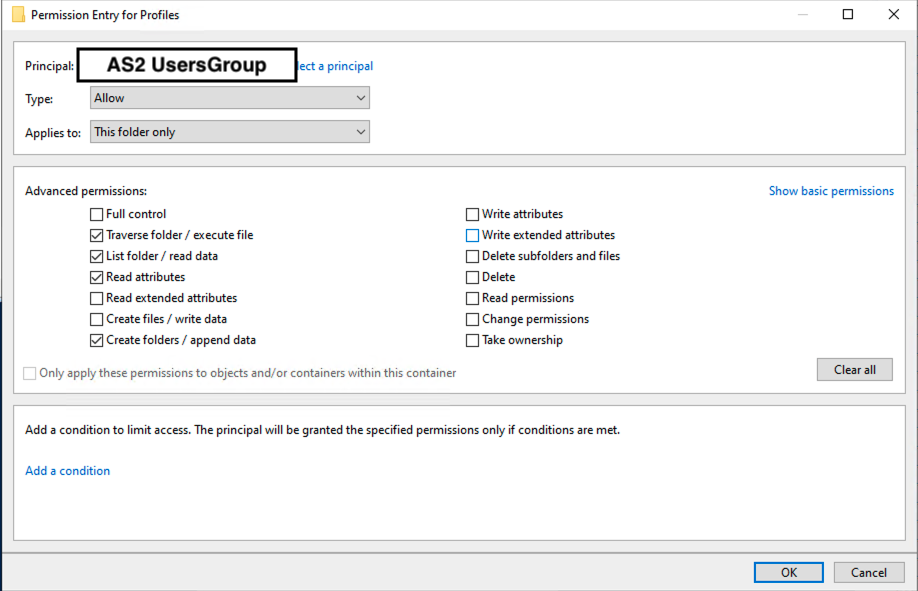 Permission Entry for Profiles
Principal: AS2 UsersGroup lect a principal
Type: Allow
Applies to: This folder only
Advanced permissions: Show basic permissions
Full control Write attributes
Traverse folder / execute file Write extended attributes
List folder / read data Delete subfolders and files
Read attributes Delete
Read extended attributes Read permissions
Create files / write data Change permissions
Create folders / append data Take ownership
Only apply these permissions to objects and/or containers within this container Clear all
Add a condition to limit access. The principal will be granted the specified permissions only if conditions are met.
Add a condition
OK Cancel